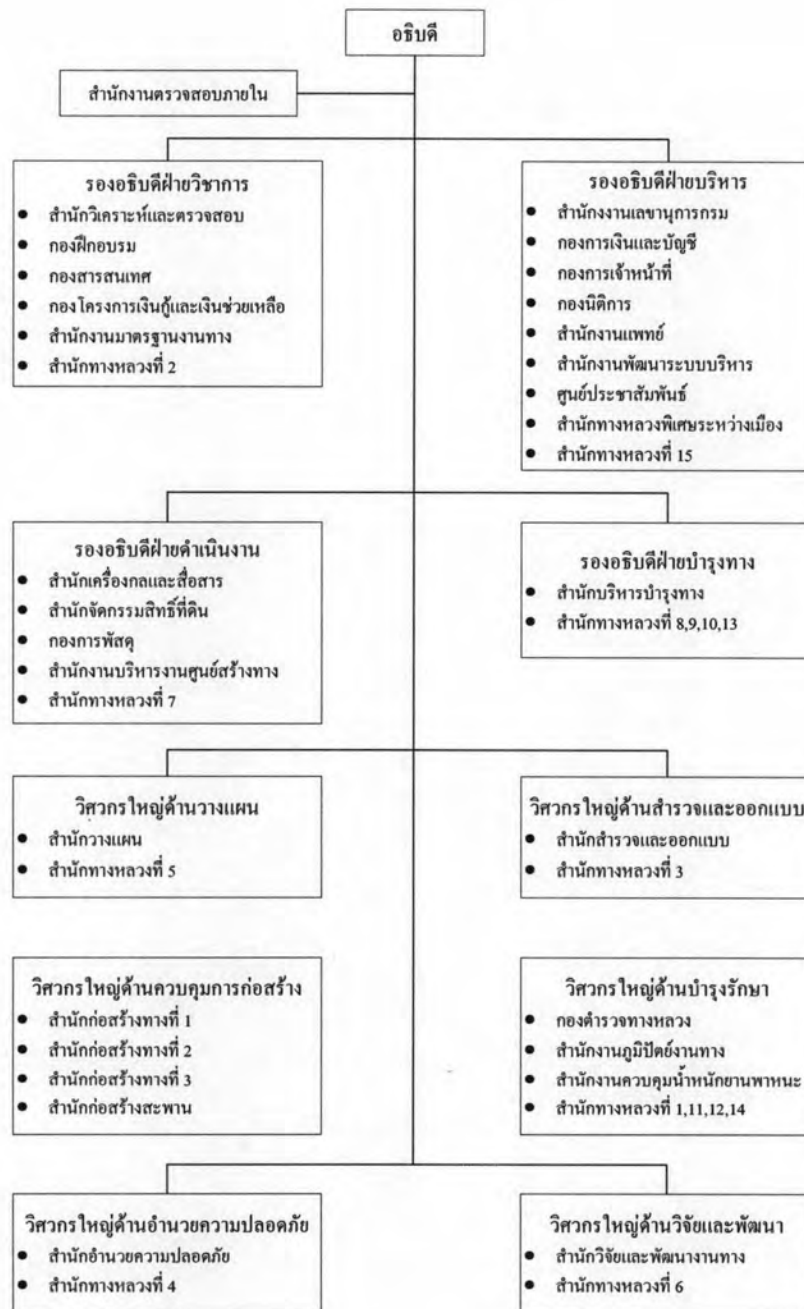 อธิบดี
สำนักงานตรวจสอบภายใน
รองอธิบดีฝ่ายวิชาการ
● สำนักวิเคราะห์และตรวจสอบ
● กองฝึกอบรม
● กองสารสนเทศ
● กองโครงการเงินกู้และเงินช่วยเหลือ
● สำนักงานมาตรฐานงานทาง
● สำนักทางหลวงที่ 2
รองอธิบดีฝ่ายบริหาร
● สำนักงงานเลขานุการกรม
● กองการเงินและบัญชี
● กองการเจ้าหน้าที่
● กองนิติการ
● สำนักงานแพทย์
● สำนักงานพัฒนาระบบบริหาร
● ศูนย์ประชาสัมพันธ์
● สำนักทางหลวงพิเศษระหว่างเมือง
● สำนักทางหลวงที่ 15
รองอธิบดีฝ่ายดำเนินงาน
● สำนักเครื่องกลและสื่อสาร
● สำนักจัดกรรมสิทธิ์ที่ดิน
● กองการพัสดุ
● สำนักงานบริหารงานศูนย์สร้างทาง
● สำนักทางหลวงที่ 7
รองอธิบดีฝ่ายบำรุงทาง
● สำนักบริหารบำรุงทาง
● สำนักทางหลวงที่ 8,9,10,13
วิศวกรใหญ่ด้านวางแผน
● สำนักวางแผน
● สำนักทางหลวงที่ 5
วิศวกรใหญ่ด้านสำรวจและออกแบบ
● สำนักสำรวจและออกแบบ
● สำนักทางหลวงที่ 3
วิศวกรใหญ่ด้านควบคุมการก่อสร้าง
● สำนักก่อสร้างทางที่ 1
● สำนักก่อสร้างทางที่ 2
● สำนักก่อสร้างทางที่ 3
● สำนักก่อสร้างสะพาน
วิศวกรใหญ่ด้านบำรุงรักษา
● กองตำรวจทางหลวง
● สำนักงานภูมิปัตย์งานทาง
● สำนักงานควบคุมน้ำหนักยานพาหนะ
● สำนักทางหลวงที่ 1,11,12,14
วิศวกรใหญ่ด้านอำนวยความปลอดภัย
● สำนักอำนวยความปลอดภัย
● สำนักทางหลวงที่ 4
วิศวกรใหญ่ด้านวิจัยและพัฒนา
● สำนักวิจัยและพัฒนางานทาง
● สำนักทางหลวงที่ 6